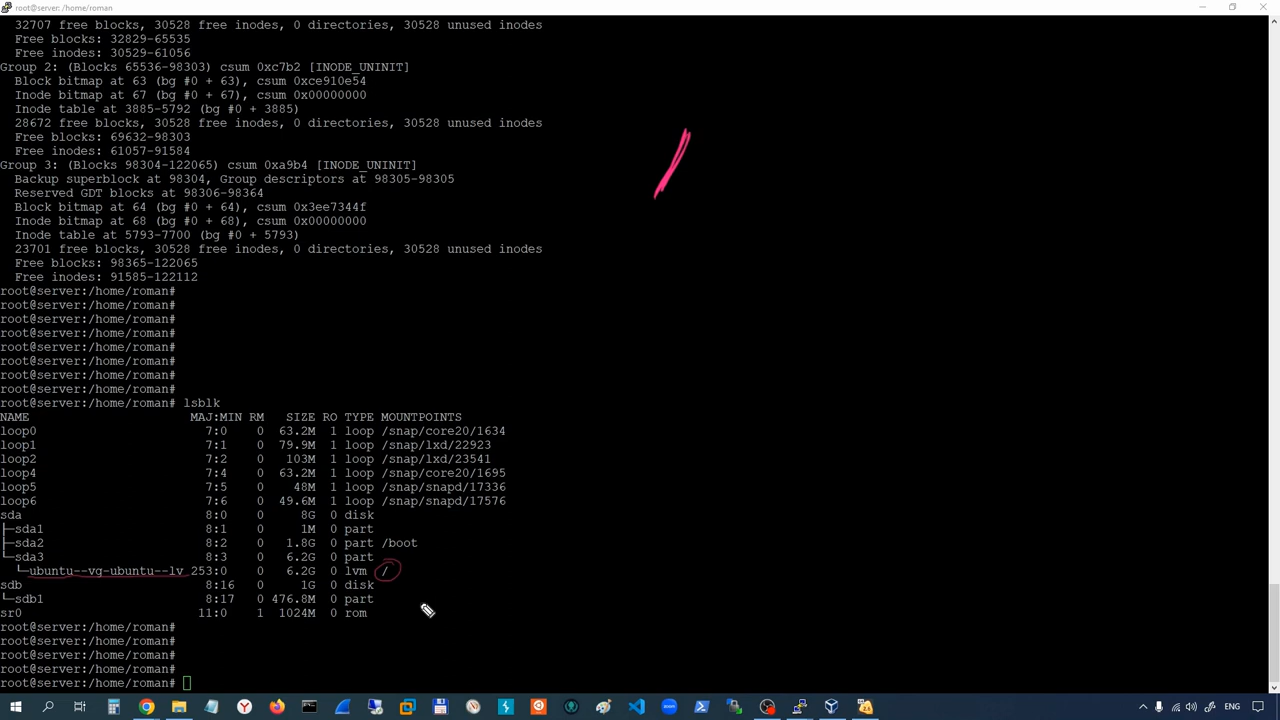 root@server: /home/roman
  32707 free blocks, 30528 free inodes, 0 directories, 30528 unused inodes
  Free blocks: 32829-65535
  Free inodes: 30529-61056
Group 2: (Blocks 65536-98303) csum 0xc7b2 [INODE_UNINIT]
  Block bitmap at 63 (bg #0 + 63), csum 0xce910e54
  Inode bitmap at 67 (bg #0 + 67), csum 0x00000000
  Inode table at 3885-5792 (bg #0 + 3885)
  28672 free blocks, 30528 free inodes, 0 directories, 30528 unused inodes
  Free blocks: 69632-98303
  Free inodes: 61057-91584
Group 3: (Blocks 98304-122065) csum 0xa9b4 [INODE_UNINIT]
  Backup superblock at 98304, Group descriptors at 98305-98305
  Reserved GDT blocks at 98306-98364
  Block bitmap at 64 (bg #0 + 64), csum 0x3ee7344f
  Inode bitmap at 68 (bg #0 + 68), csum 0x00000000
  Inode table at 5793-7700 (bg #0 + 5793)
  23701 free blocks, 30528 free inodes, 0 directories, 30528 unused inodes
  Free blocks: 98365-122065
  Free inodes: 91585-122112
root@server:/home/roman#
root@server:/home/roman#
root@server:/home/roman#
root@server:/home/roman#
root@server:/home/roman#
root@server:/home/roman#
root@server:/home/roman#
root@server:/home/roman#
root@server:/home/roman# lsblk
NAME MAJ:MIN RM SIZE RO TYPE MOUNTPOINTS
loop0 7:0 0 63.2M 1 loop /snap/core20/1634
loop1 7:1 0 79.9M 1 loop /snap/lxd/22923
loop2 7:2 0 103M 1 loop /snap/lxd/23541
loop4 7:4 0 63.2M 1 loop /snap/core20/1695
loop5 7:5 0 48M 1 loop /snap/snapd/17336
loop6 7:6 0 49.6M 1 loop /snap/snapd/17576
sda 8:0 0 8G 0 disk
├─sda1 8:1 0 1M 0 part
├─sda2 8:2 0 1.8G 0 part /boot
└─sda3 8:3 0 6.2G 0 part
  └─ubuntu--vg-ubuntu--lv 253:0 0 6.2G 0 lvm /
sdb 8:16 0 1G 0 disk
└─sdb1 8:17 0 476.8M 0 part
sr0 11:0 1 1024M 0 rom
root@server:/home/roman#
root@server:/home/roman#
root@server:/home/roman#
root@server:/home/roman#
root@server:/home/roman#
ENG